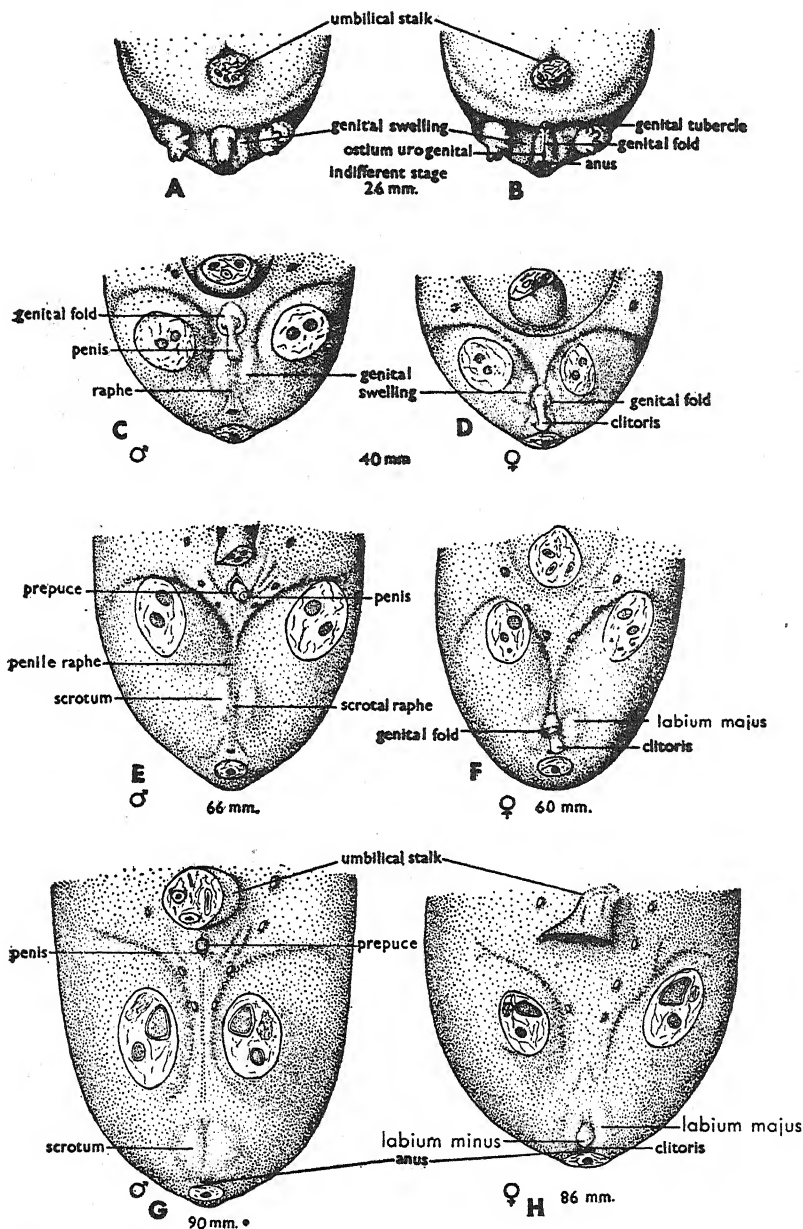 umbilical stalk
genital swelling
genital tubercle
ostium urogenital
genital fold
indifferent stage
anus
26 mm.
A
B
genital fold
penis
raphe
genital
swelling
genital fold
clitoris
C
♂
40 mm
D
♀
prepuce
penis
penile raphe
scrotum
scrotal raphe
genital fold
labium majus
clitoris
E
♂
66 mm.
F
♀
60 mm.
umbilical stalk
penis
prepuce
scrotum
labium minus
labium majus
anus
clitoris
♂
G
90 mm.
♀
H
86 mm.